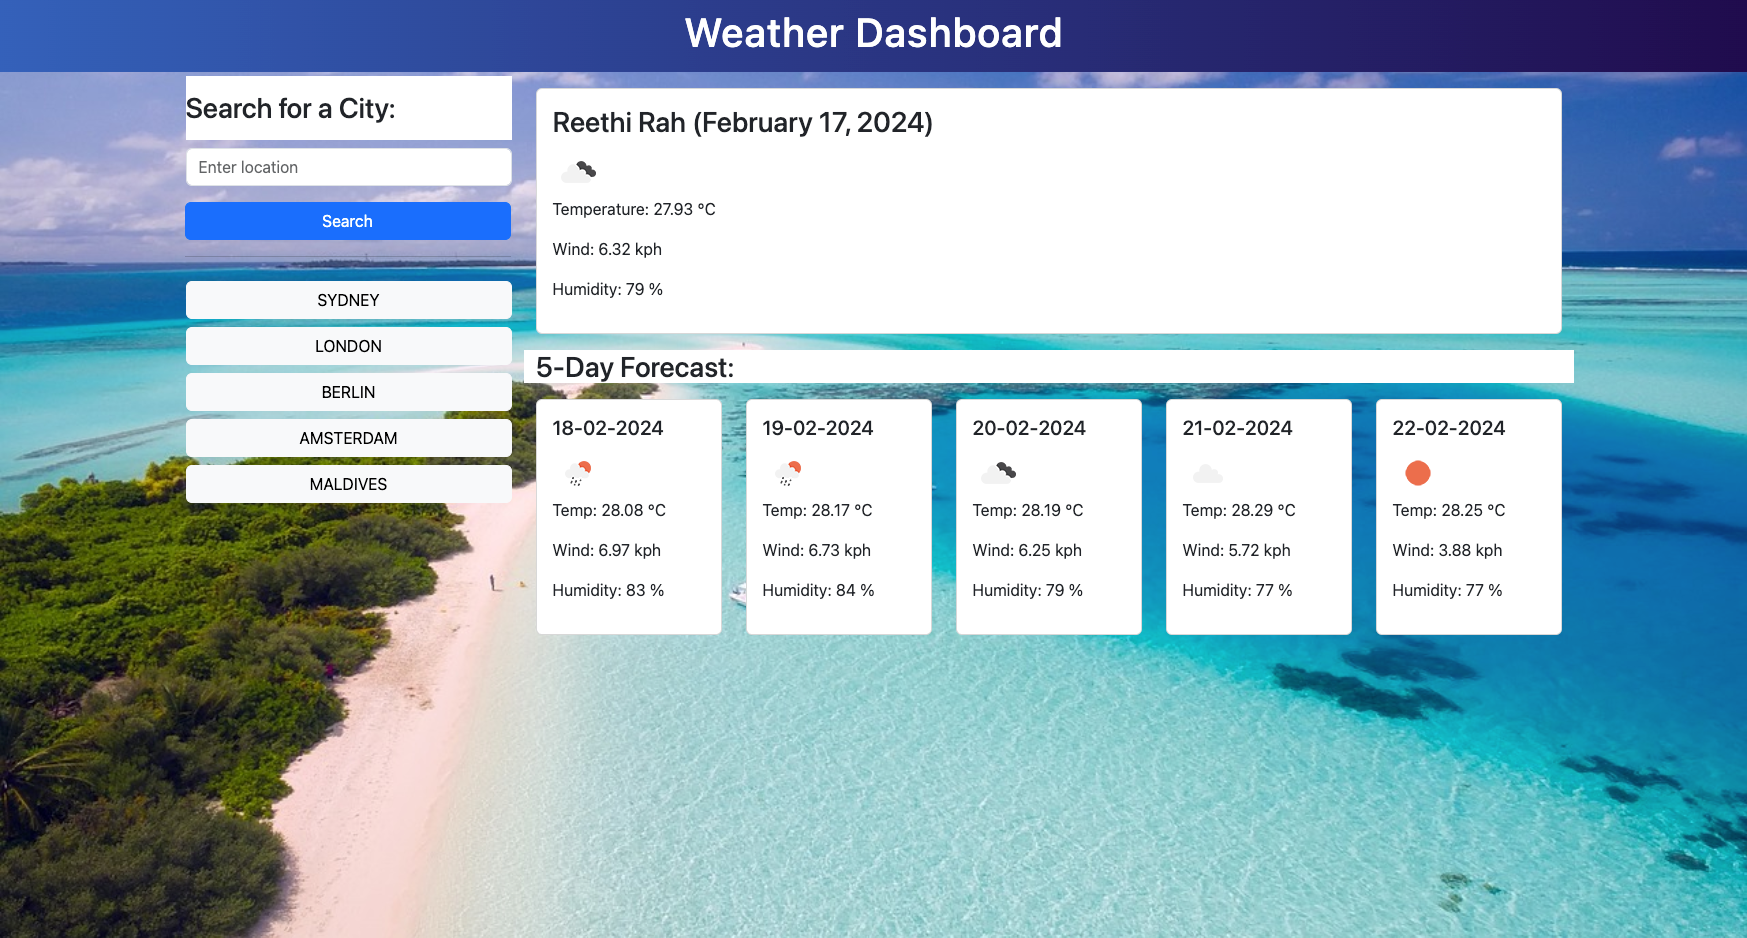 Weather Dashboard
Search for a City:
Enter location
Search
SYDNEY
LONDON
BERLIN
AMSTERDAM
MALDIVES
Reethi Rah (February 17, 2024)
Temperature: 27.93 °C
Wind: 6.32 kph
Humidity: 79 %
5-Day Forecast:
18-02-2024
Temp: 28.08 °C
Wind: 6.97 kph
Humidity: 83 %
19-02-2024
Temp: 28.17 °C
Wind: 6.73 kph
Humidity: 84 %
20-02-2024
Temp: 28.19 °C
Wind: 6.25 kph
Humidity: 79 %
21-02-2024
Temp: 28.29 °C
Wind: 5.72 kph
Humidity: 77 %
22-02-2024
Temp: 28.25 °C
Wind: 3.88 kph
Humidity: 77 %